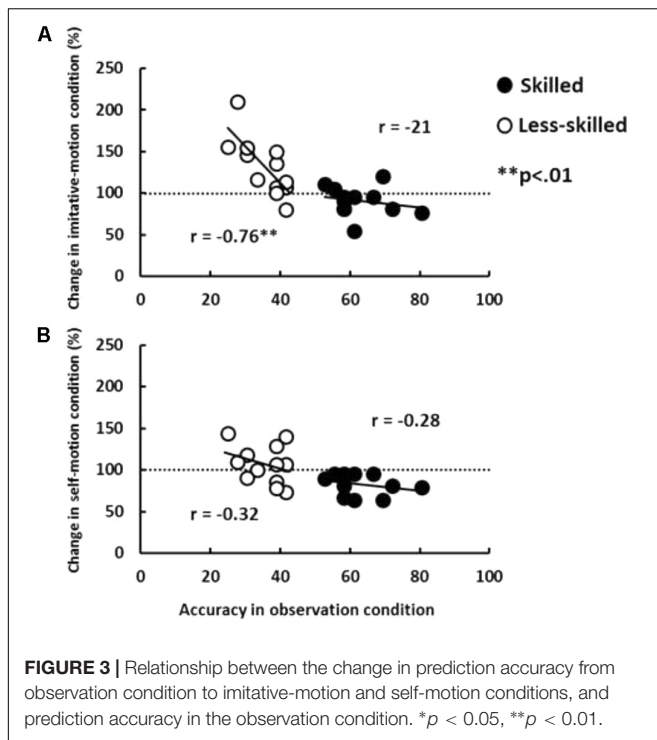 A
Change in imitative-motion condition (%)
250
200
150
100
50
0
0 20 40 60 80 100
r = -21
r = -0.76**
Skilled
Less-skilled
**p<.01
B
Change in self-motion condition (%)
250
200
150
100
50
0
0 20 40 60 80 100
r = -0.28
r = -0.32
Accuracy in observation condition
FIGURE 3 | Relationship between the change in prediction accuracy from
observation condition to imitative-motion and self-motion conditions, and
prediction accuracy in the observation condition. *p < 0.05, **p < 0.01.